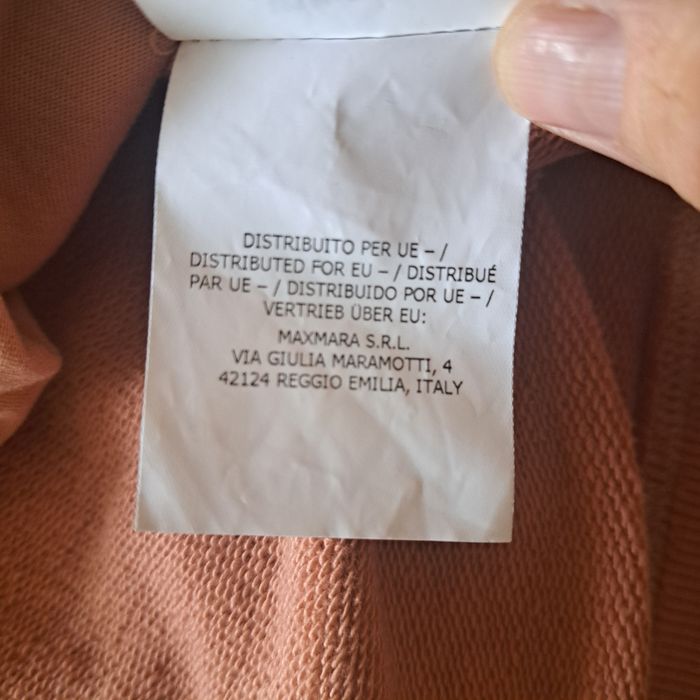 DISTRIBUITO PER UE – /
DISTRIBUTED FOR EU – / DISTRIBUÉ
PAR UE – / DISTRIBUIDO POR UE – /
VERTRIEB ÜBER EU:
MAXMARA S.R.L.
VIA GIULIA MARAMOTTI, 4
42124 REGGIO EMILIA, ITALY